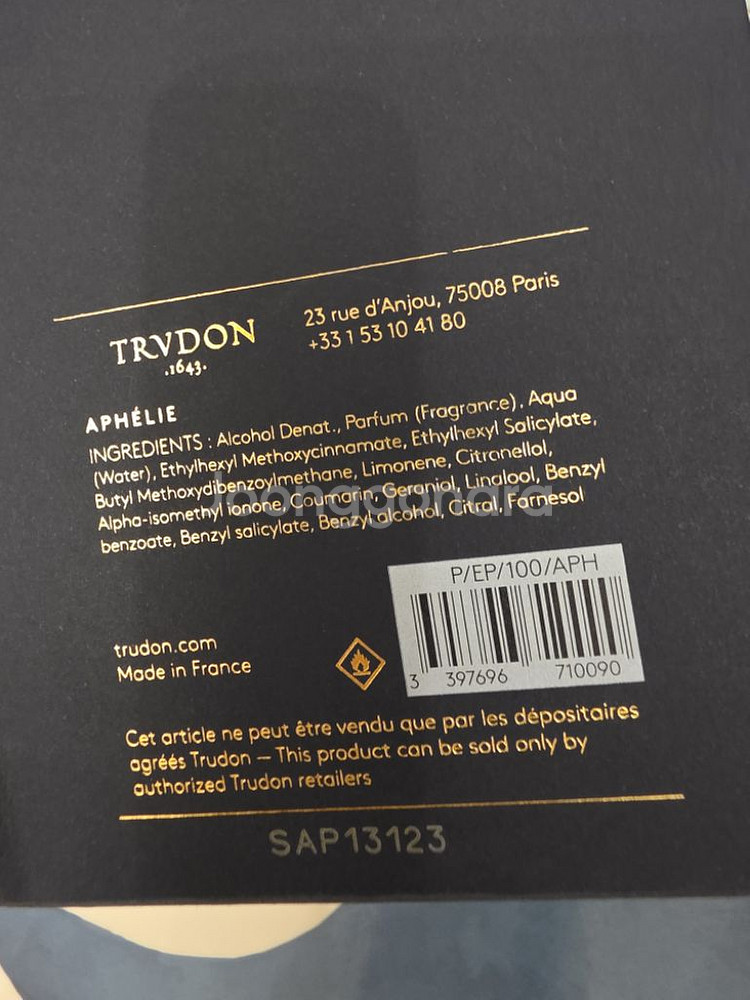 TRVDON
.1643.
23 rue d'Anjou, 75008 Paris
+33 1 53 10 41 80
APHÉLIE
INGREDIENTS : Alcohol Denat., Parfum (Fragrance), Aqua
(Water), Ethylhexyl Methoxycinnamate, Ethylhexyl Salicylate,
Butyl Methoxydibenzoylmethane, Limonene, Citronellol,
Alpha-isomethyl ionone, Coumarin, Geraniol, Linalool, Benzyl
benzoate, Benzyl salicylate, Benzyl alcohol, Citral, Farnesol
joonggonara
P/EP/100/APH
3 397696 710090
trudon.com
Made in France
Cet article ne peut être vendu que par les dépositaires
agréés Trudon – This product can be sold only by
authorized Trudon retailers
SAP13123